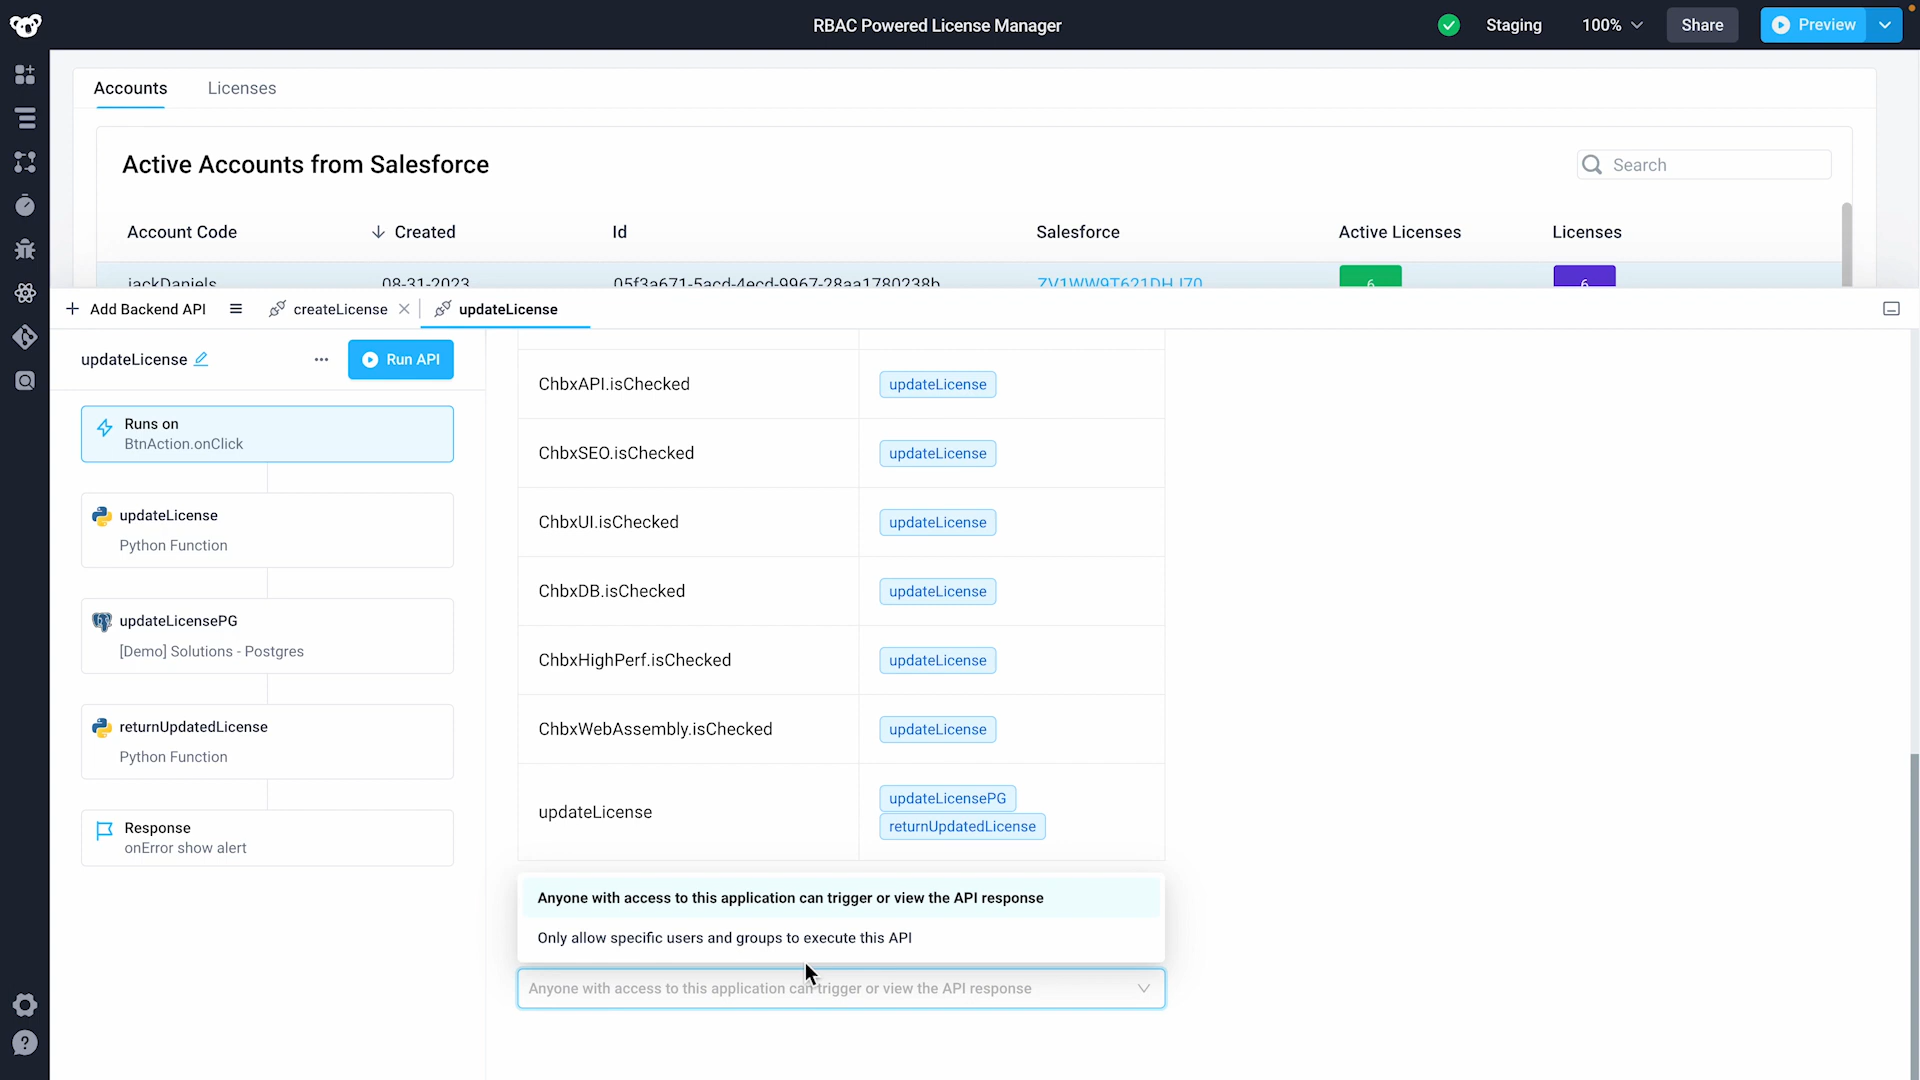 RBAC Powered License Manager
Staging
100%
Share
Preview
Accounts
Licenses
Active Accounts from Salesforce
Search
Account Code
Created
Id
Salesforce
Active Licenses
Licenses
jackDaniels
08-31-2023
05f3a671-5acd-4ecd-9967-28aa1780238b
ZV1WW9T621DHJ70
6
6
Add Backend API
createLicense
updateLicense
updateLicense
Run API
Runs on
BtnAction.onClick
updateLicense
Python Function
updateLicensePG
[Demo] Solutions - Postgres
returnUpdatedLicense
Python Function
Response
onError show alert
ChbxAPI.isChecked
updateLicense
ChbxSEO.isChecked
updateLicense
ChbxUI.isChecked
updateLicense
ChbxDB.isChecked
updateLicense
ChbxHighPerf.isChecked
updateLicense
ChbxWebAssembly.isChecked
updateLicense
updateLicense
updateLicensePG
returnUpdatedLicense
Anyone with access to this application can trigger or view the API response
Only allow specific users and groups to execute this API
Anyone with access to this application can trigger or view the API response